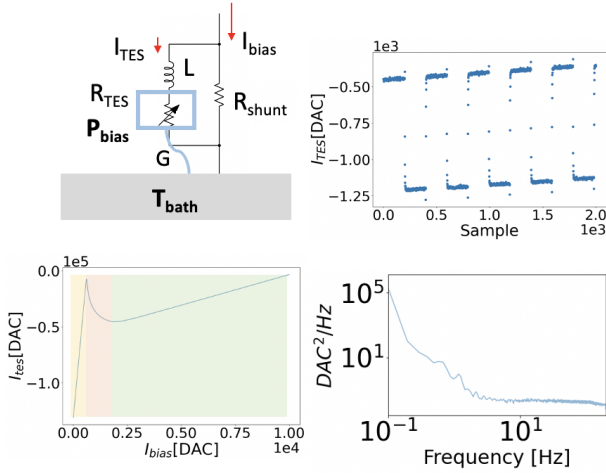 I_TES
I_bias
L
R_TES
R_shunt
P_bias
G
T_bath
1e3
−0.50
−0.75
−1.00
−1.25
I_TES[DAC]
0.0 0.5 1.0 1.5 2.0
Sample
1e3
1e5
0.0
−0.5
−1.0
I_tes[DAC]
0.00 0.25 0.50 0.75 1.00
I_bias[DAC]
1e4
10^5
10^1
DAC^2/Hz
10^−1 10^1
Frequency [Hz]